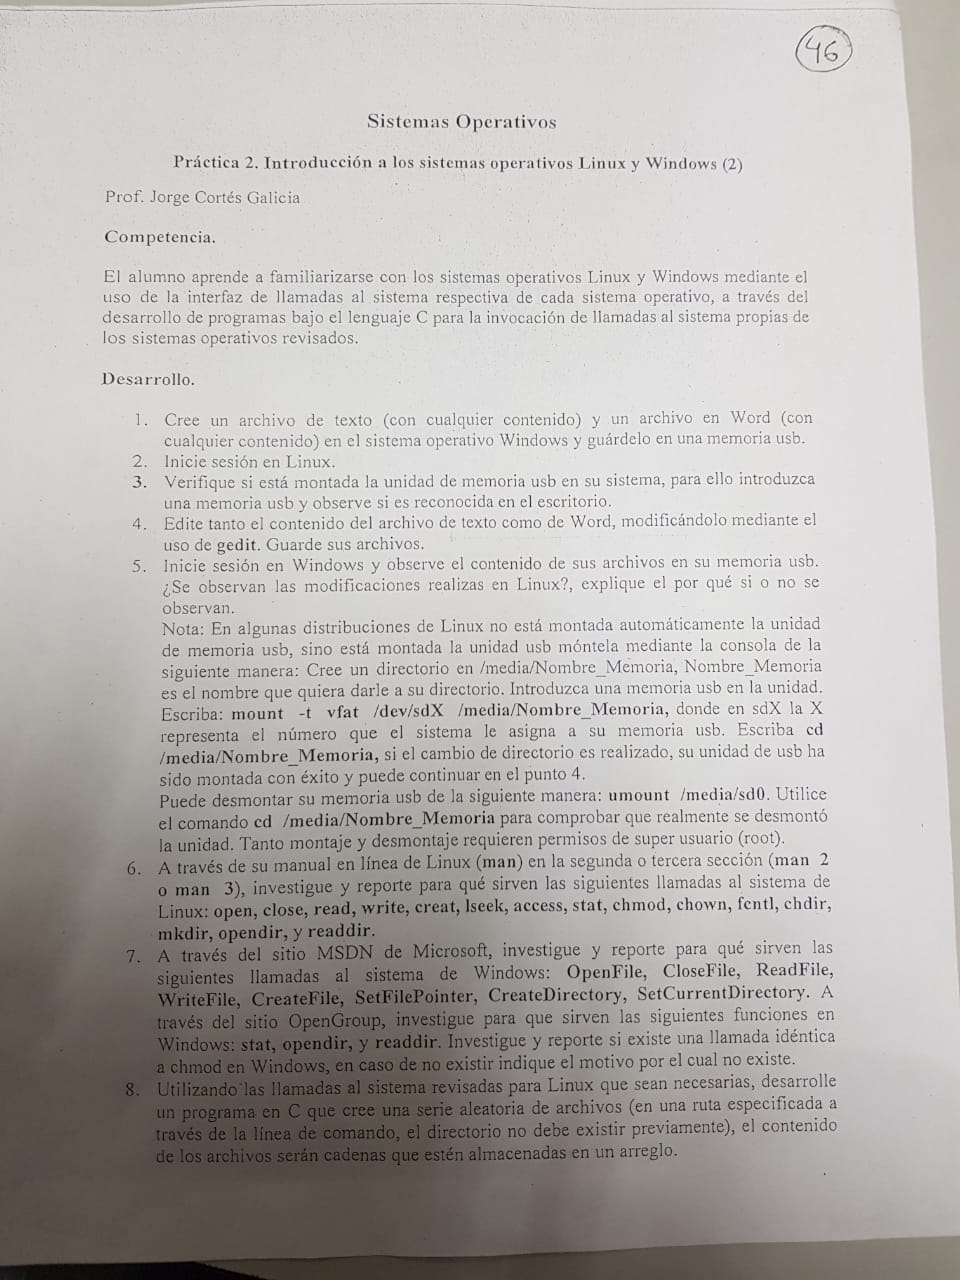 46
Sistemas Operativos
Práctica 2. Introducción a los sistemas operativos Linux y Windows (2)
Prof. Jorge Cortés Galicia
Competencia.
El alumno aprende a familiarizarse con los sistemas operativos Linux y Windows mediante el
uso de la interfaz de llamadas al sistema respectiva de cada sistema operativo, a través del
desarrollo de programas bajo el lenguaje C para la invocación de llamadas al sistema propias de
los sistemas operativos revisados.
Desarrollo.
1. Cree un archivo de texto (con cualquier contenido) y un archivo en Word (con
cualquier contenido) en el sistema operativo Windows y guárdelo en una memoria usb.
2. Inicie sesión en Linux.
3. Verifique si está montada la unidad de memoria usb en su sistema, para ello introduzca
una memoria usb y observe si es reconocida en el escritorio.
4. Edite tanto el contenido del archivo de texto como de Word, modificándolo mediante el
uso de gedit. Guarde sus archivos.
5. Inicie sesión en Windows y observe el contenido de sus archivos en su memoria usb.
¿Se observan las modificaciones realizas en Linux?, explique el por qué si o no se
observan.
Nota: En algunas distribuciones de Linux no está montada automáticamente la unidad
de memoria usb, sino está montada la unidad usb móntela mediante la consola de la
siguiente manera: Cree un directorio en /media/Nombre_Memoria, Nombre_Memoria
es el nombre que quiera darle a su directorio. Introduzca una memoria usb en la unidad.
Escriba: mount -t vfat /dev/sdX /media/Nombre_Memoria, donde en sdX la X
representa el número que el sistema le asigna a su memoria usb. Escriba cd
/media/Nombre_Memoria, si el cambio de directorio es realizado, su unidad de usb ha
sido montada con éxito y puede continuar en el punto 4.
Puede desmontar su memoria usb de la siguiente manera: umount /media/sd0. Utilice
el comando cd /media/Nombre_Memoria para comprobar que realmente se desmontó
la unidad. Tanto montaje y desmontaje requieren permisos de super usuario (root).
6. A través de su manual en línea de Linux (man) en la segunda o tercera sección (man 2
o man 3), investigue y reporte para qué sirven las siguientes llamadas al sistema de
Linux: open, close, read, write, creat, lseek, access, stat, chmod, chown, fcntl, chdir,
mkdir, opendir, y readdir.
7. A través del sitio MSDN de Microsoft, investigue y reporte para qué sirven las
siguientes llamadas al sistema de Windows: OpenFile, CloseFile, ReadFile,
WriteFile, CreateFile, SetFilePointer, CreateDirectory, SetCurrentDirectory. A
través del sitio OpenGroup, investigue para que sirven las siguientes funciones en
Windows: stat, opendir, y readdir. Investigue y reporte si existe una llamada idéntica
a chmod en Windows, en caso de no existir indique el motivo por el cual no existe.
8. Utilizando las llamadas al sistema revisadas para Linux que sean necesarias, desarrolle
un programa en C que cree una serie aleatoria de archivos (en una ruta especificada a
través de la línea de comando, el directorio no debe existir previamente), el contenido
de los archivos serán cadenas que estén almacenadas en un arreglo.